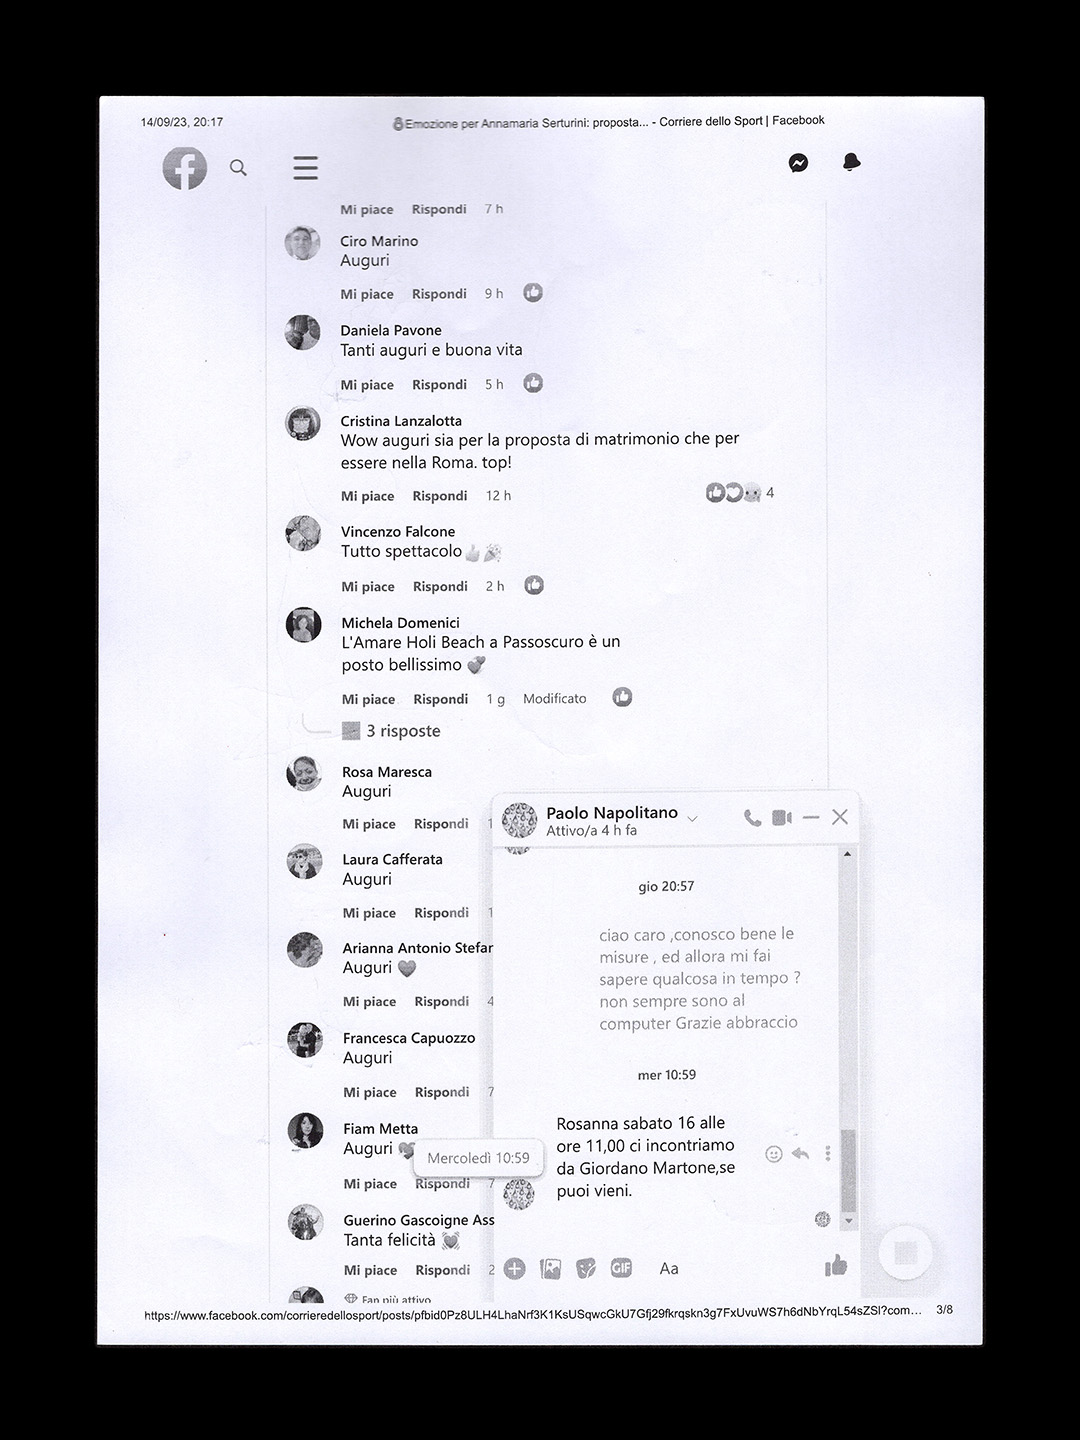 14/09/23, 20:17
Emozione per Annamaria Serturini: proposta... - Corriere dello Sport | Facebook
Mi piace Rispondi 7 h
Ciro Marino
Auguri
Mi piace Rispondi 9 h
Daniela Pavone
Tanti auguri e buona vita
Mi piace Rispondi 5 h
Cristina Lanzalotta
Wow auguri sia per la proposta di matrimonio che per
essere nella Roma. top!
Mi piace Rispondi 12 h
4
Vincenzo Falcone
Tutto spettacolo👍🎉
Mi piace Rispondi 2 h
Michela Domenici
L'Amare Holi Beach a Passoscuro è un
posto bellissimo 💕
Mi piace Rispondi 1 g Modificato
3 risposte
Rosa Maresca
Auguri
Mi piace Rispondi 1
Laura Cafferata
Auguri
Mi piace Rispondi 1
Arianna Antonio Stefar
Auguri ❤
Mi piace Rispondi 4
Francesca Capuozzo
Auguri
Mi piace Rispondi 7
Fiam Metta
Auguri 💕
Mi piace Rispondi 7
Guerino Gascoigne Ass
Tanta felicità 💓
Mi piace Rispondi 2
Fan più attivo
Mercoledì 10:59
Paolo Napolitano
Attivo/a 4 h fa
gio 20:57
ciao caro ,conosco bene le
misure , ed allora mi fai
sapere qualcosa in tempo ?
non sempre sono al
computer Grazie abbraccio
mer 10:59
Rosanna sabato 16 alle
ore 11,00 ci incontriamo
da Giordano Martone,se
puoi vieni.
GIF
Aa
https://www.facebook.com/corrieredellosport/posts/pfbid0Pz8ULH4LhaNrf3K1KsUSqwcGkU7Gfj29fkrqskn3g7FxUvuWS7h6dNbYrqL54sZSl?com... 3/8